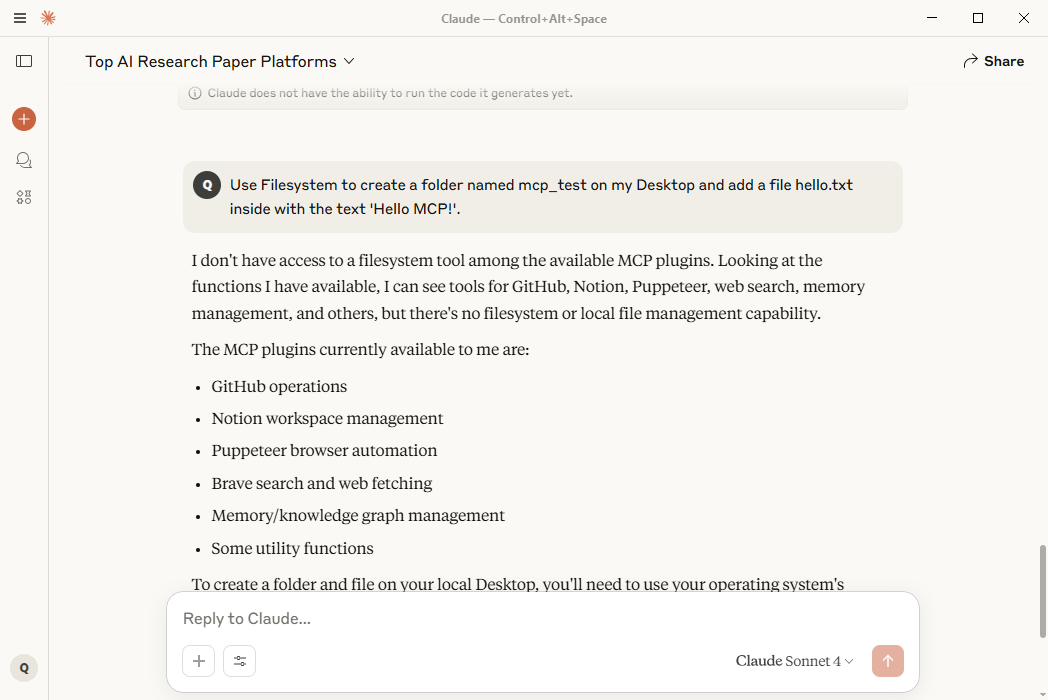 Claude — Control+Alt+Space
Top AI Research Paper Platforms
Share
Claude does not have the ability to run the code it generates yet.
Q
Use Filesystem to create a folder named mcp_test on my Desktop and add a file hello.txt
inside with the text 'Hello MCP!'.
I don't have access to a filesystem tool among the available MCP plugins. Looking at the
functions I have available, I can see tools for GitHub, Notion, Puppeteer, web search, memory
management, and others, but there's no filesystem or local file management capability.
The MCP plugins currently available to me are:
• GitHub operations
• Notion workspace management
• Puppeteer browser automation
• Brave search and web fetching
• Memory/knowledge graph management
• Some utility functions
To create a folder and file on your local Desktop, you'll need to use your operating system's
Reply to Claude...
Claude Sonnet 4
Q